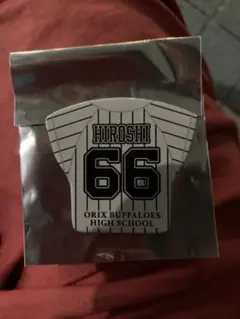 HIROSHI
66
ORIX BUFFALOES
HIGH SCHOOL